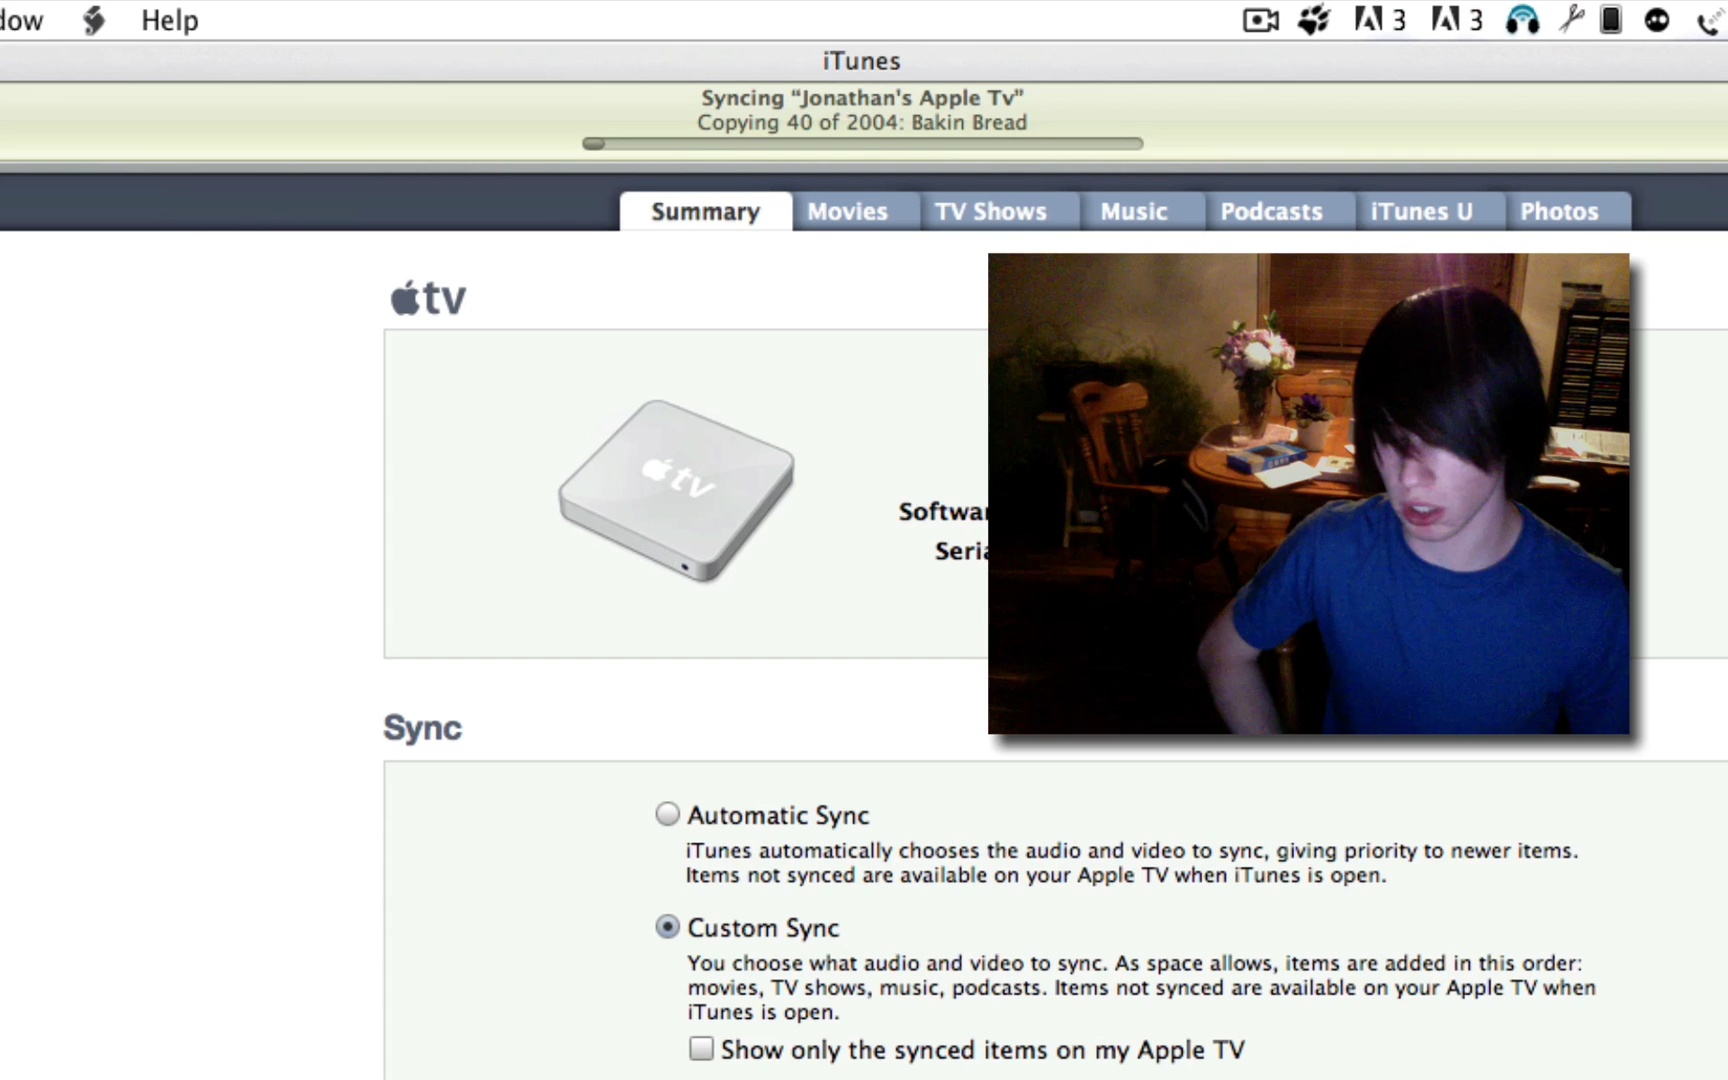 dow Help 3 3
iTunes
Syncing “Jonathan's Apple Tv”
Copying 40 of 2004: Bakin Bread
Summary Movies TV Shows Music Podcasts iTunes U Photos
tv
tv
Softwar
Seria
Sync
Automatic Sync
iTunes automatically chooses the audio and video to sync, giving priority to newer items.
Items not synced are available on your Apple TV when iTunes is open.
Custom Sync
You choose what audio and video to sync. As space allows, items are added in this order:
movies, TV shows, music, podcasts. Items not synced are available on your Apple TV when
iTunes is open.
Show only the synced items on my Apple TV